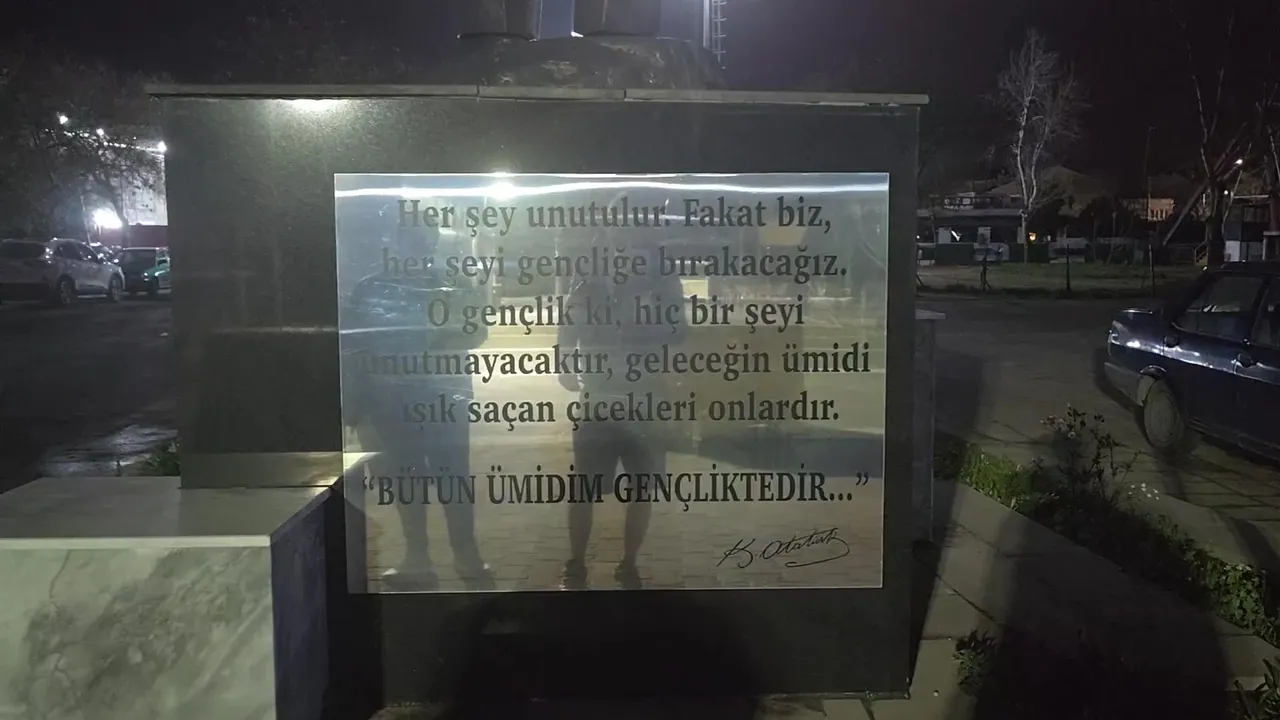 Her şey unutulur. Fakat biz,
her şeyi gençliğe bırakacağız.
O gençlik ki, hiç bir şeyi
unutmayacaktır, geleceğin ümidi
ışık saçan çicekleri onlardır.
“BÜTÜN ÜMİDİM GENÇLİKTEDİR...”
K. Atatürk